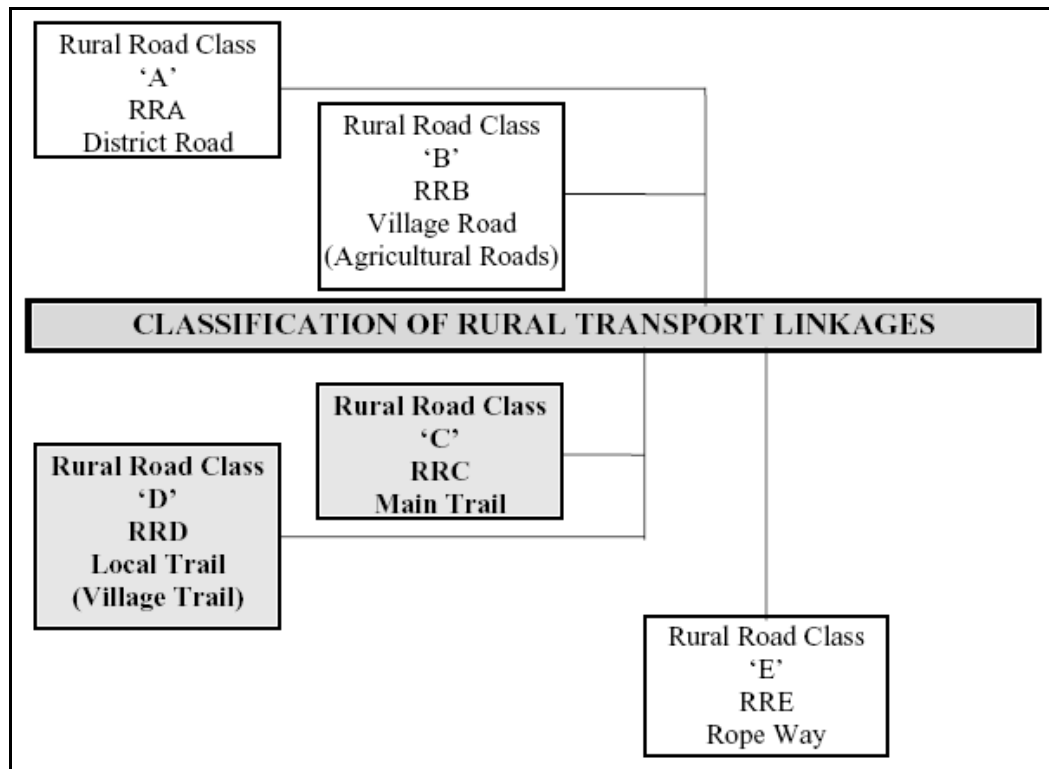 Rural Road Class
‘A’
RRA
District Road
Rural Road Class
‘B’
RRB
Village Road
(Agricultural Roads)
CLASSIFICATION OF RURAL TRANSPORT LINKAGES
Rural Road Class
‘C’
RRC
Main Trail
Rural Road Class
‘D’
RRD
Local Trail
(Village Trail)
Rural Road Class
‘E’
RRE
Rope Way